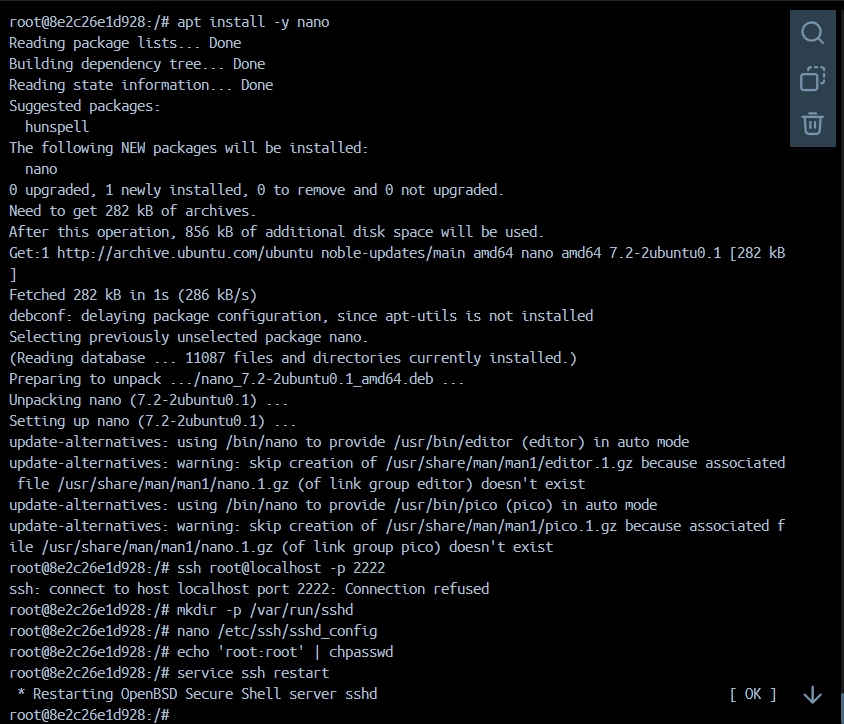 root@8e2c26e1d928:/# apt install -y nano
Reading package lists... Done
Building dependency tree... Done
Reading state information... Done
Suggested packages:
  hunspell
The following NEW packages will be installed:
  nano
0 upgraded, 1 newly installed, 0 to remove and 0 not upgraded.
Need to get 282 kB of archives.
After this operation, 856 kB of additional disk space will be used.
Get:1 http://archive.ubuntu.com/ubuntu noble-updates/main amd64 nano amd64 7.2-2ubuntu0.1 [282 kB
]
Fetched 282 kB in 1s (286 kB/s)
debconf: delaying package configuration, since apt-utils is not installed
Selecting previously unselected package nano.
(Reading database ... 11087 files and directories currently installed.)
Preparing to unpack .../nano_7.2-2ubuntu0.1_amd64.deb ...
Unpacking nano (7.2-2ubuntu0.1) ...
Setting up nano (7.2-2ubuntu0.1) ...
update-alternatives: using /bin/nano to provide /usr/bin/editor (editor) in auto mode
update-alternatives: warning: skip creation of /usr/share/man/man1/editor.1.gz because associated
 file /usr/share/man/man1/nano.1.gz (of link group editor) doesn't exist
update-alternatives: using /bin/nano to provide /usr/bin/pico (pico) in auto mode
update-alternatives: warning: skip creation of /usr/share/man/man1/pico.1.gz because associated f
ile /usr/share/man/man1/nano.1.gz (of link group pico) doesn't exist
root@8e2c26e1d928:/# ssh root@localhost -p 2222
ssh: connect to host localhost port 2222: Connection refused
root@8e2c26e1d928:/# mkdir -p /var/run/sshd
root@8e2c26e1d928:/# nano /etc/ssh/sshd_config
root@8e2c26e1d928:/# echo 'root:root' | chpasswd
root@8e2c26e1d928:/# service ssh restart
 * Restarting OpenBSD Secure Shell server sshd [ OK ]
root@8e2c26e1d928:/#